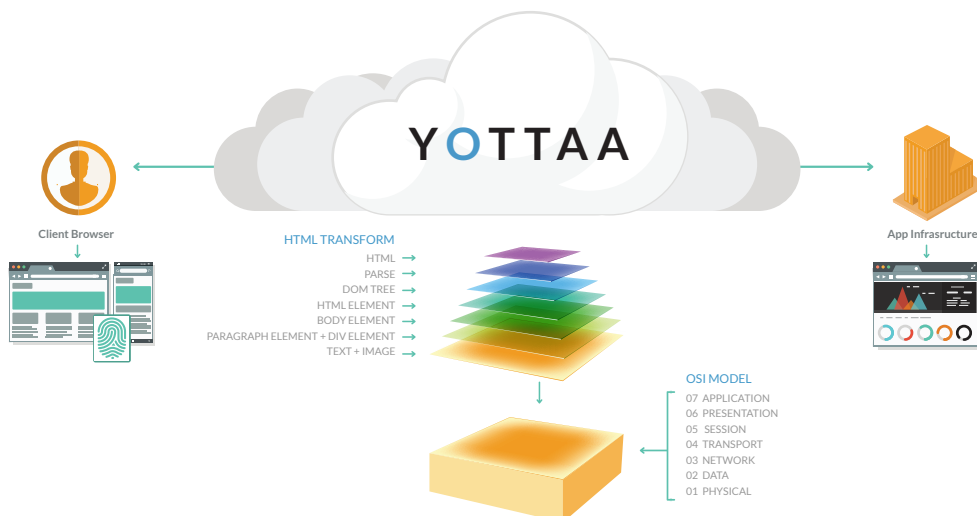 YOTTAA
Client Browser
App Infrasructure
HTML TRANSFORM
HTML
PARSE
DOM TREE
HTML ELEMENT
BODY ELEMENT
PARAGRAPH ELEMENT + DIV ELEMENT
TEXT + IMAGE
OSI MODEL
07 APPLICATION
06 PRESENTATION
05 SESSION
04 TRANSPORT
03 NETWORK
02 DATA
01 PHYSICAL